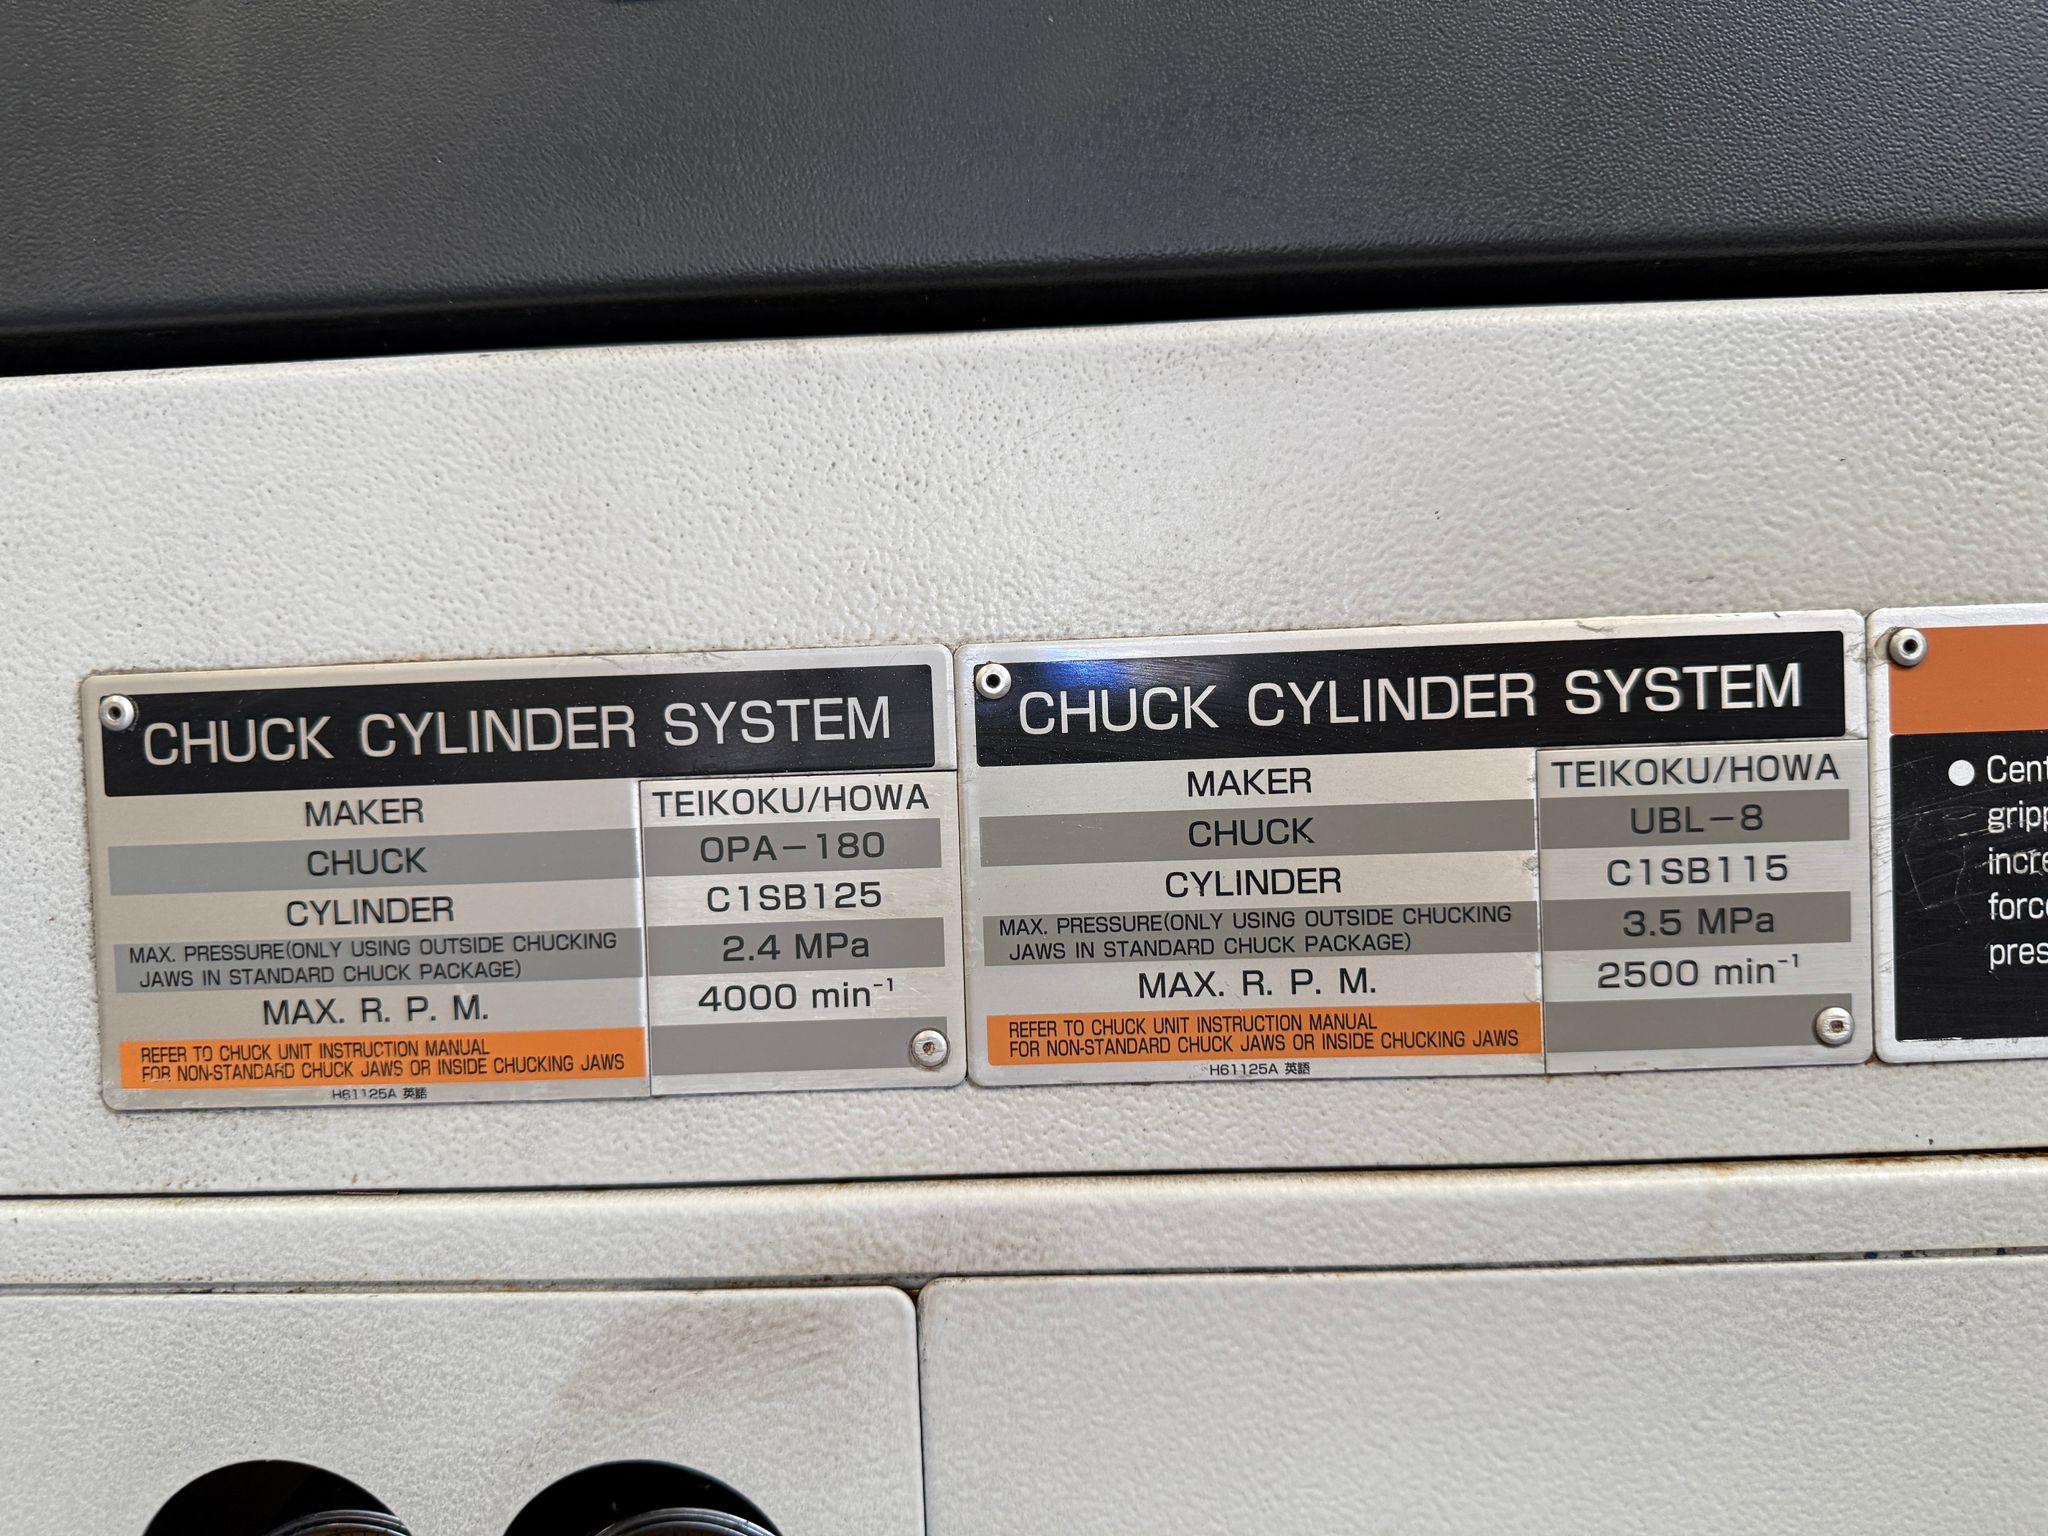 CHUCK CYLINDER SYSTEM
MAKER TEIKOKU/HOWA
CHUCK OPA-180
CYLINDER C1SB125
MAX. PRESSURE(ONLY USING OUTSIDE CHUCKING
JAWS IN STANDARD CHUCK PACKAGE) 2.4 MPa
MAX. R. P. M. 4000 min⁻¹
REFER TO CHUCK UNIT INSTRUCTION MANUAL
FOR NON-STANDARD CHUCK JAWS OR INSIDE CHUCKING JAWS
H61125A 英語
CHUCK CYLINDER SYSTEM
MAKER TEIKOKU/HOWA
CHUCK UBL-8
CYLINDER C1SB115
MAX. PRESSURE(ONLY USING OUTSIDE CHUCKING
JAWS IN STANDARD CHUCK PACKAGE) 3.5 MPa
MAX. R. P. M. 2500 min⁻¹
REFER TO CHUCK UNIT INSTRUCTION MANUAL
FOR NON-STANDARD CHUCK JAWS OR INSIDE CHUCKING JAWS
H61125A 英語